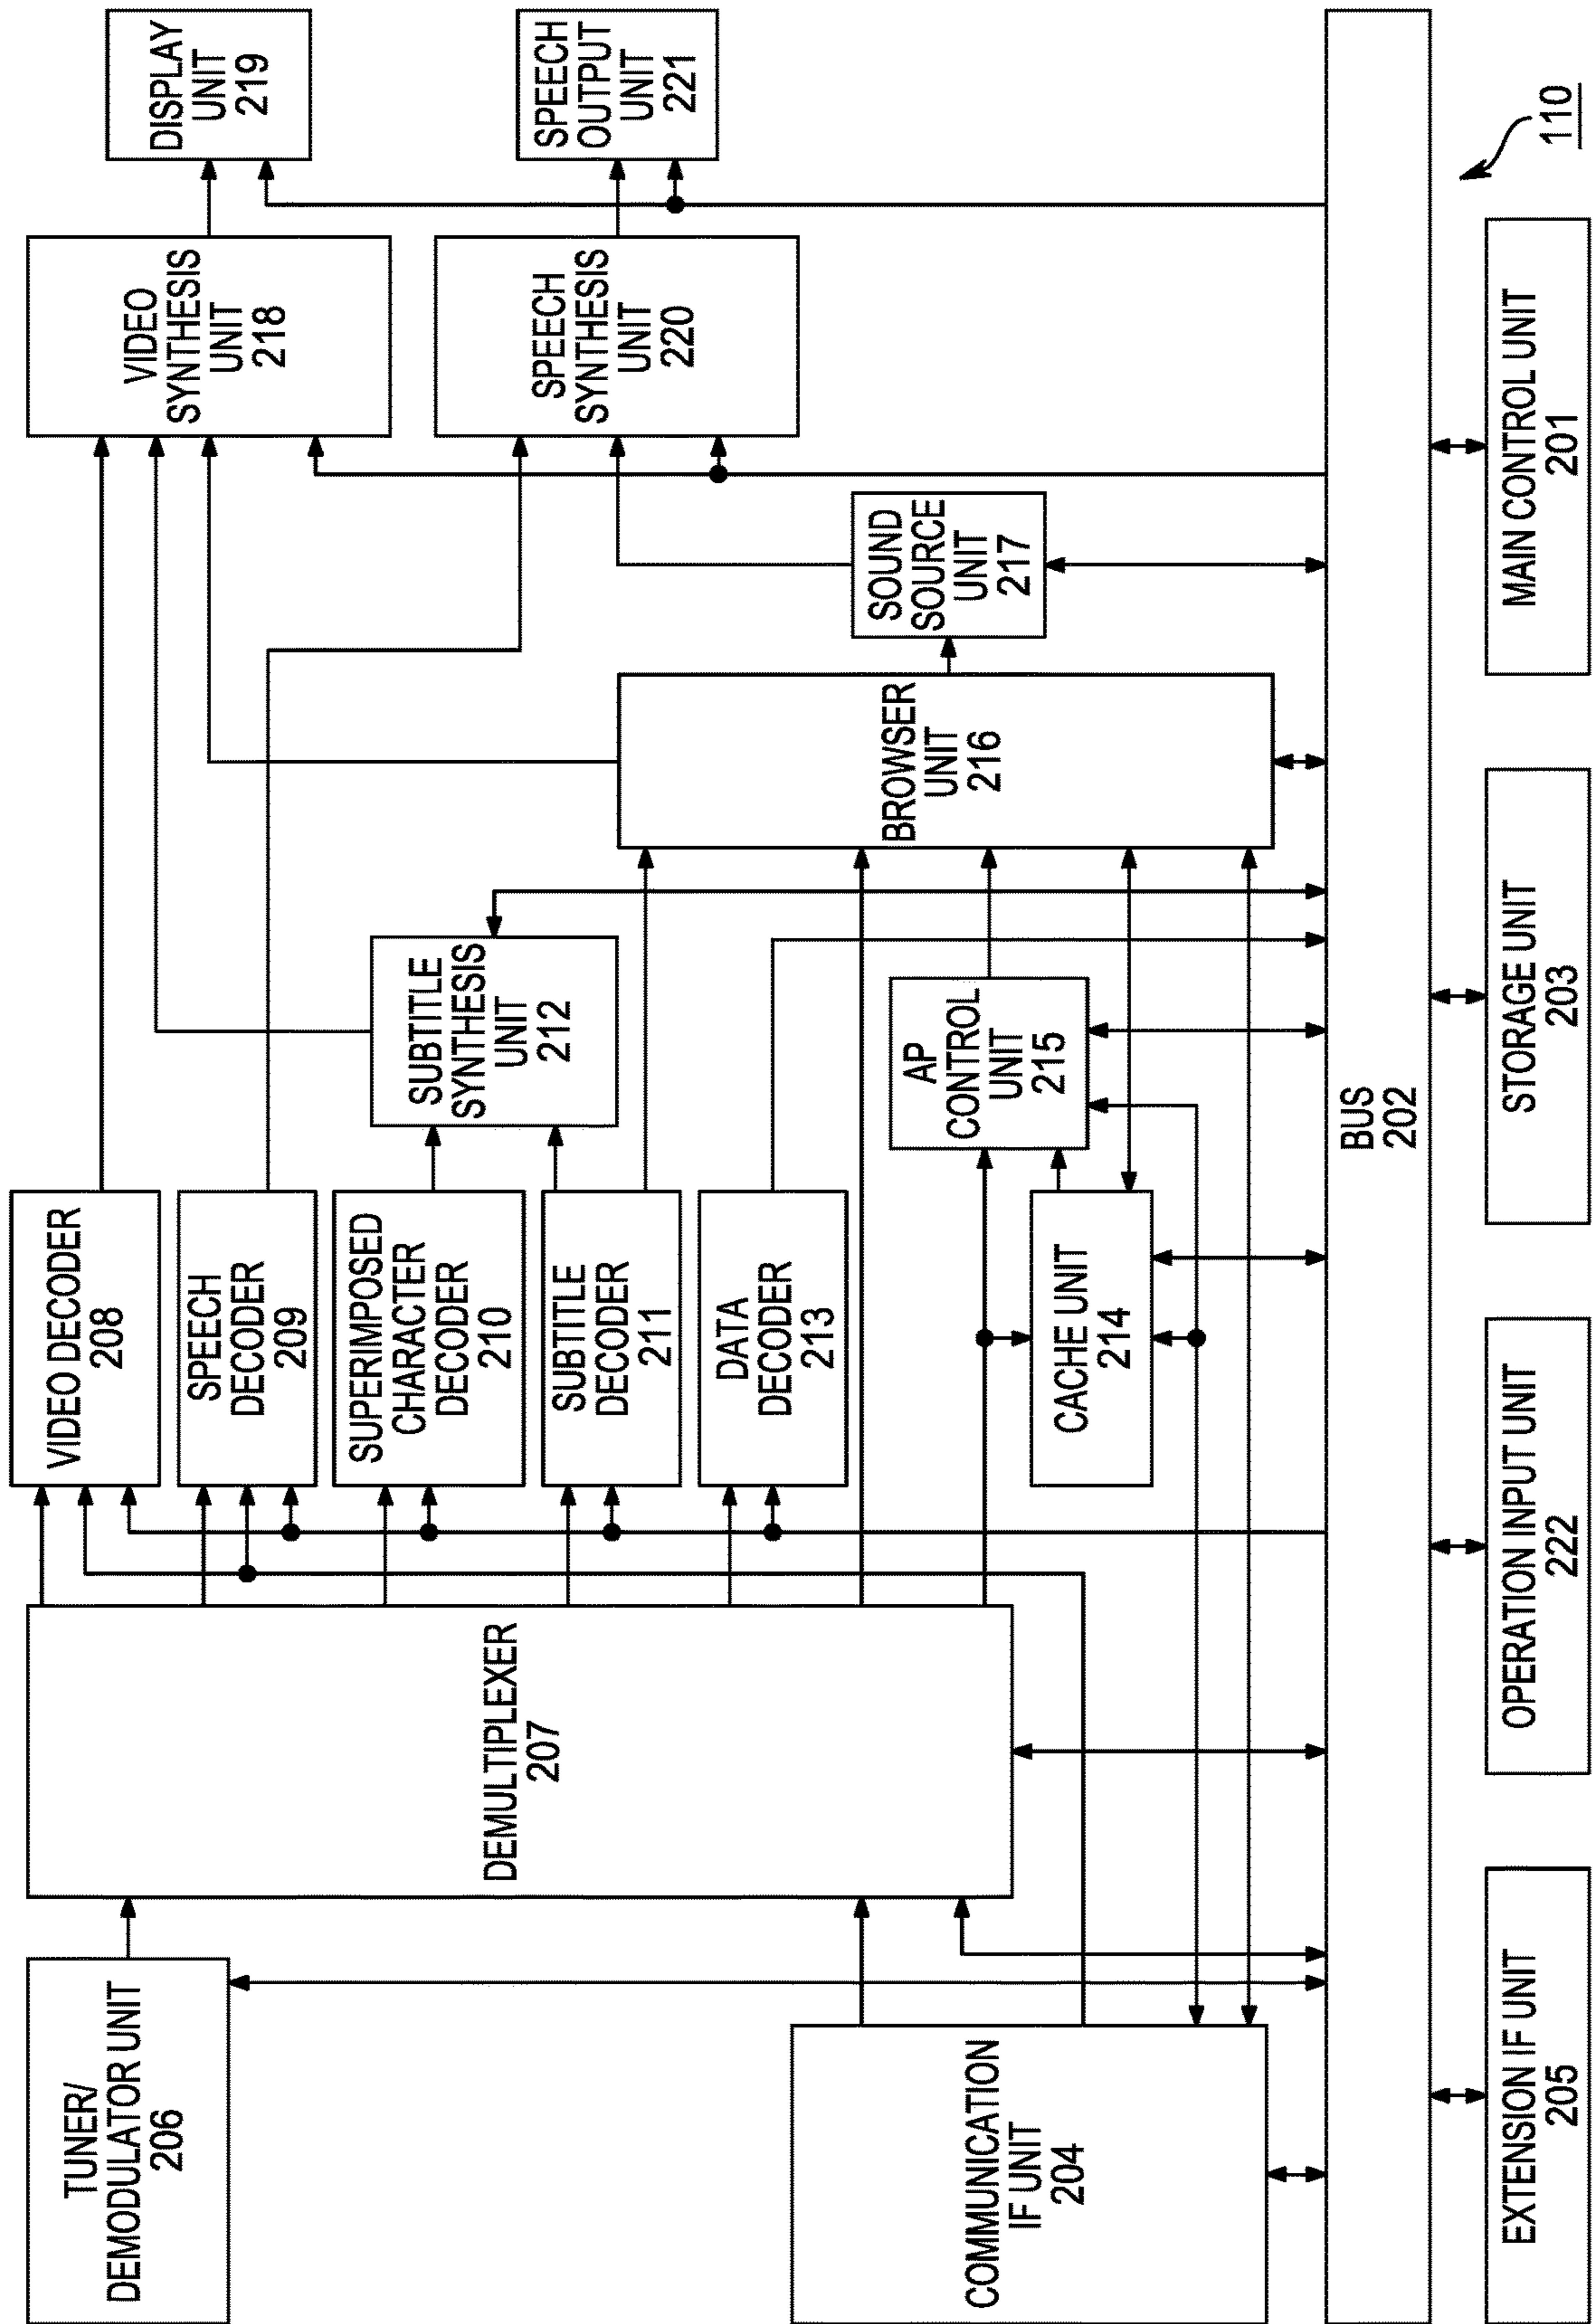 TUNER/
DEMODULATOR UNIT
206
COMMUNICATION
IF UNIT
204
DEMULTIPLEXER
207
VIDEO DECODER
208
SPEECH
DECODER
209
SUPERIMPOSED
CHARACTER
DECODER
210
SUBTITLE
DECODER
211
DATA
DECODER
213
CACHE UNIT
214
SUBTITLE
SYNTHESIS
UNIT
212
AP
CONTROL
UNIT
215
BROWSER
UNIT
216
SOUND
SOURCE
UNIT
217
VIDEO
SYNTHESIS
UNIT
218
SPEECH
SYNTHESIS
UNIT
220
DISPLAY
UNIT
219
SPEECH
OUTPUT
UNIT
221
BUS
202
EXTENSION IF UNIT
205
OPERATION INPUT UNIT
222
STORAGE UNIT
203
MAIN CONTROL UNIT
201
110